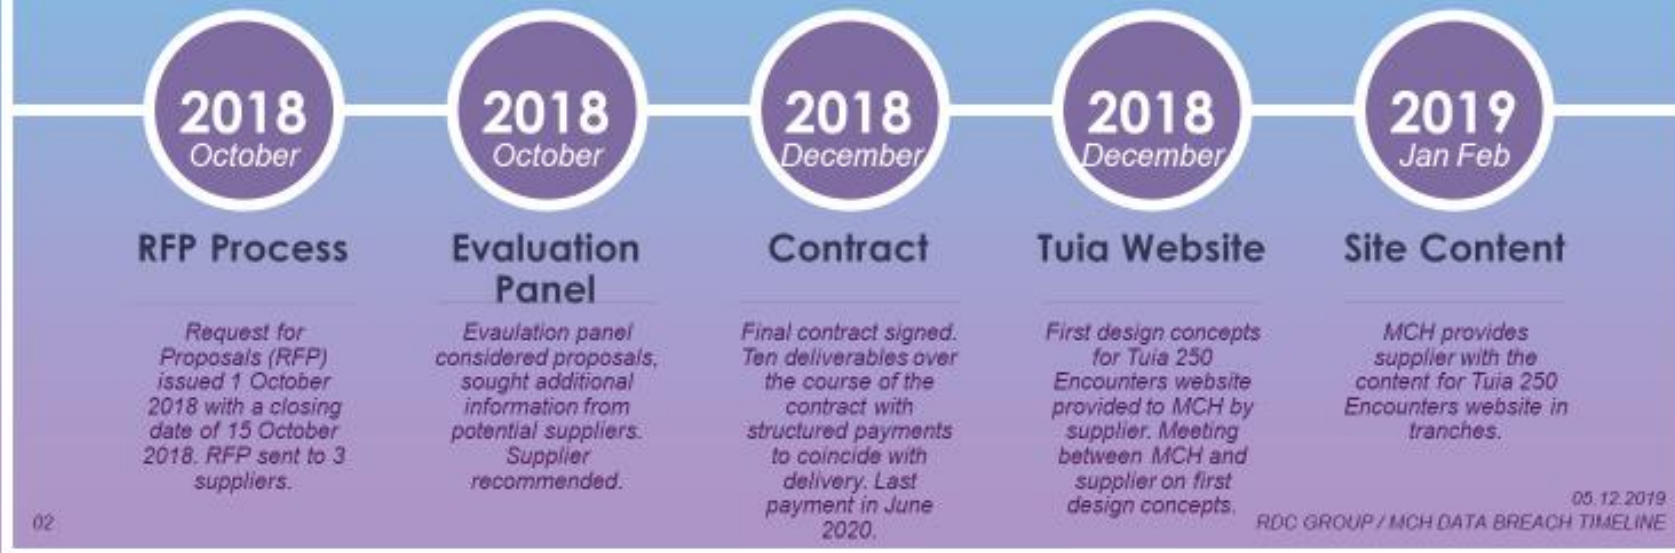 2018
October
RFP Process
Request for
Proposals (RFP)
issued 1 October
2018 with a closing
date of 15 October
2018. RFP sent to 3
suppliers.
2018
October
Evaluation
Panel
Evaulation panel
considered proposals,
sought additional
information from
potential suppliers.
Supplier
recommended.
2018
December
Contract
Final contract signed.
Ten deliverables over
the course of the
contract with
structured payments
to coincide with
delivery. Last
payment in June
2020.
2018
December
Tuia Website
First design concepts
for Tuia 250
Encounters website
provided to MCH by
supplier. Meeting
between MCH and
supplier on first
design concepts.
2019
Jan Feb
Site Content
MCH provides
supplier with the
content for Tuia 250
Encounters website in
tranches.
02
05.12.2019
RDC GROUP / MCH DATA BREACH TIMELINE